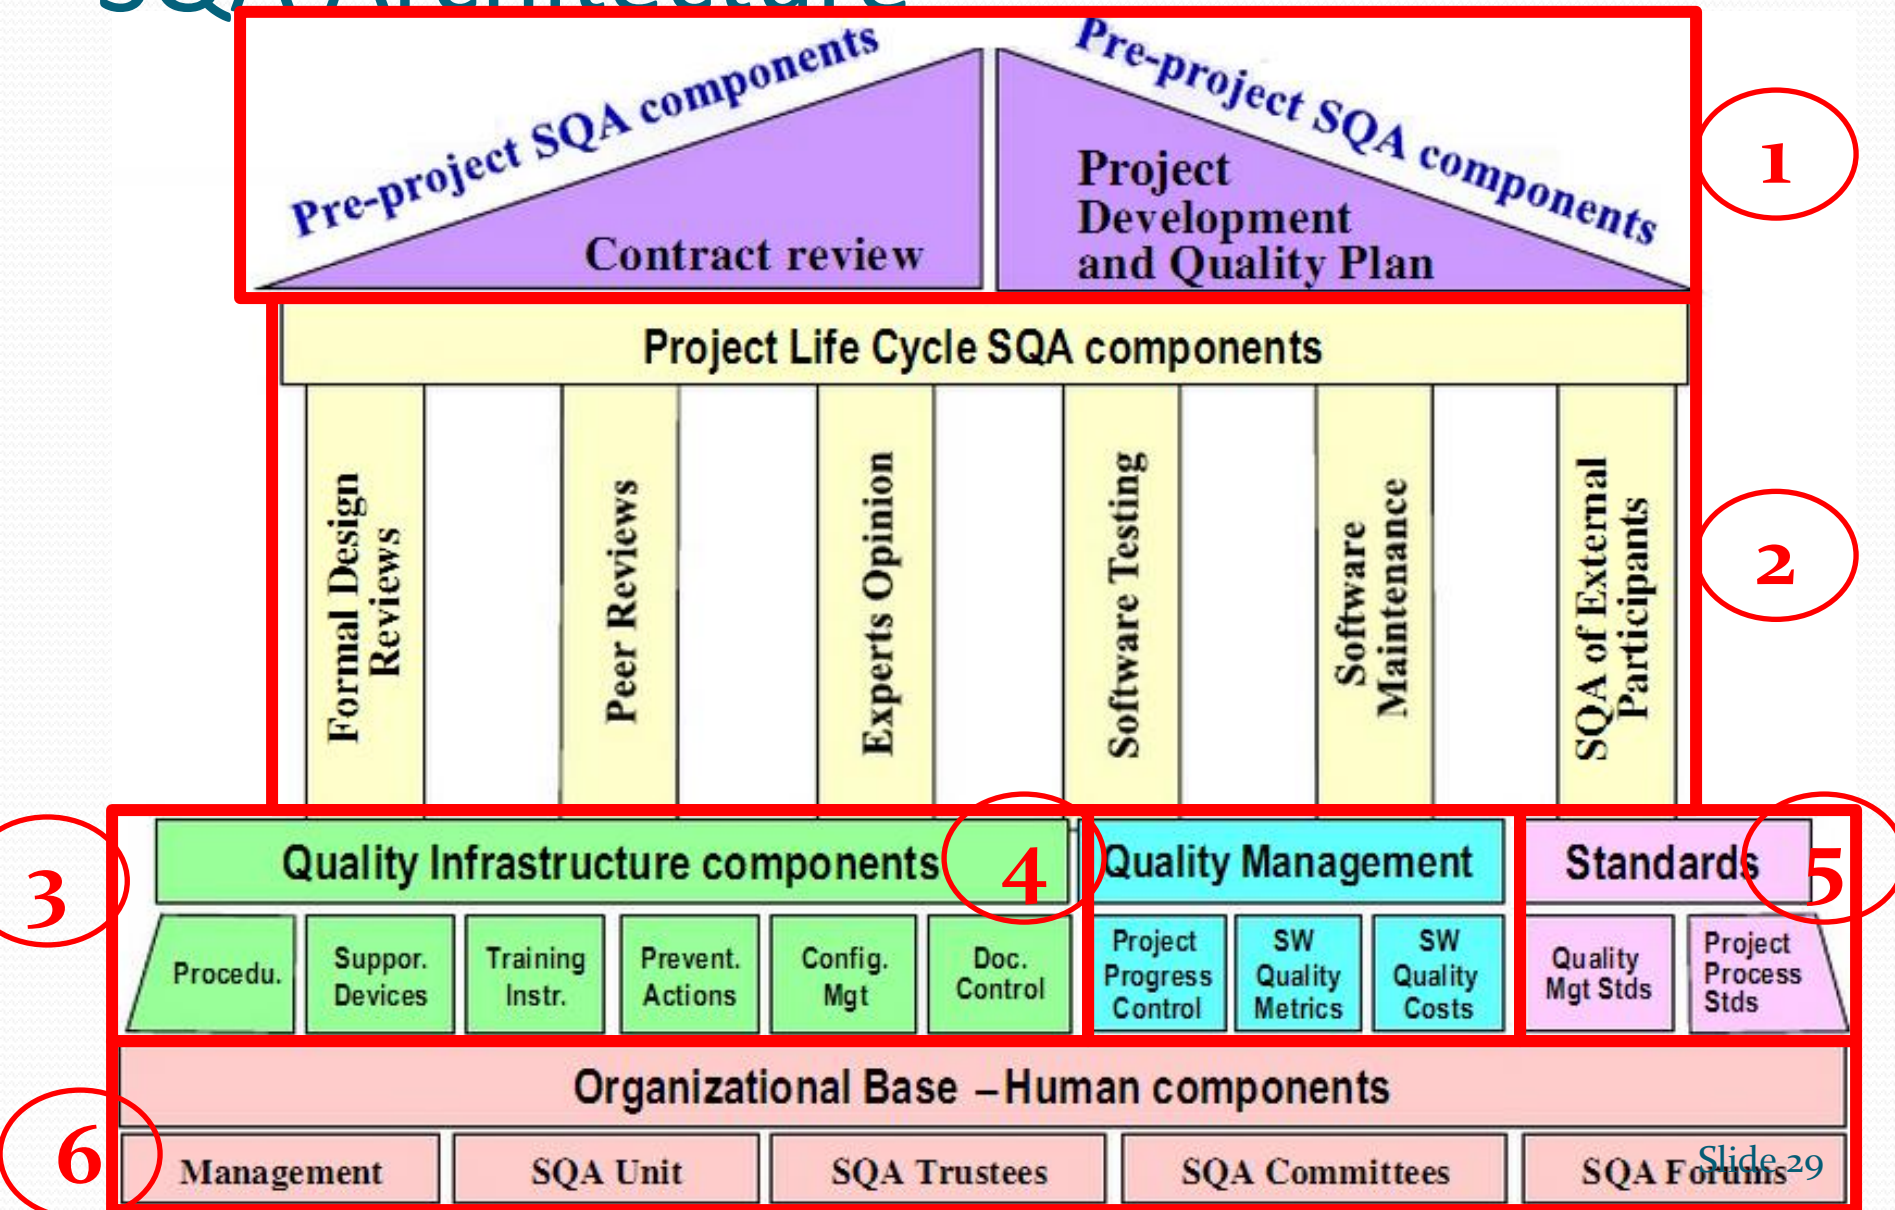 SQA Architecture
Pre-project SQA components
Pre-project SQA components
Contract review
Project
Development
and Quality Plan
1
Project Life Cycle SQA components
Formal Design
Reviews
Peer Reviews
Experts Opinion
Software Testing
Software
Maintenance
SQA of External
Participants
2
3
Quality Infrastructure components
4
Quality Management
Standards
5
Procedu.
Suppor.
Devices
Training
Instr.
Prevent.
Actions
Config.
Mgt
Doc.
Control
Project
Progress
Control
SW
Quality
Metrics
SW
Quality
Costs
Quality
Mgt Stds
Project
Process
Stds
Organizational Base – Human components
6
Management
SQA Unit
SQA Trustees
SQA Committees
SQA Forums
Slide 29